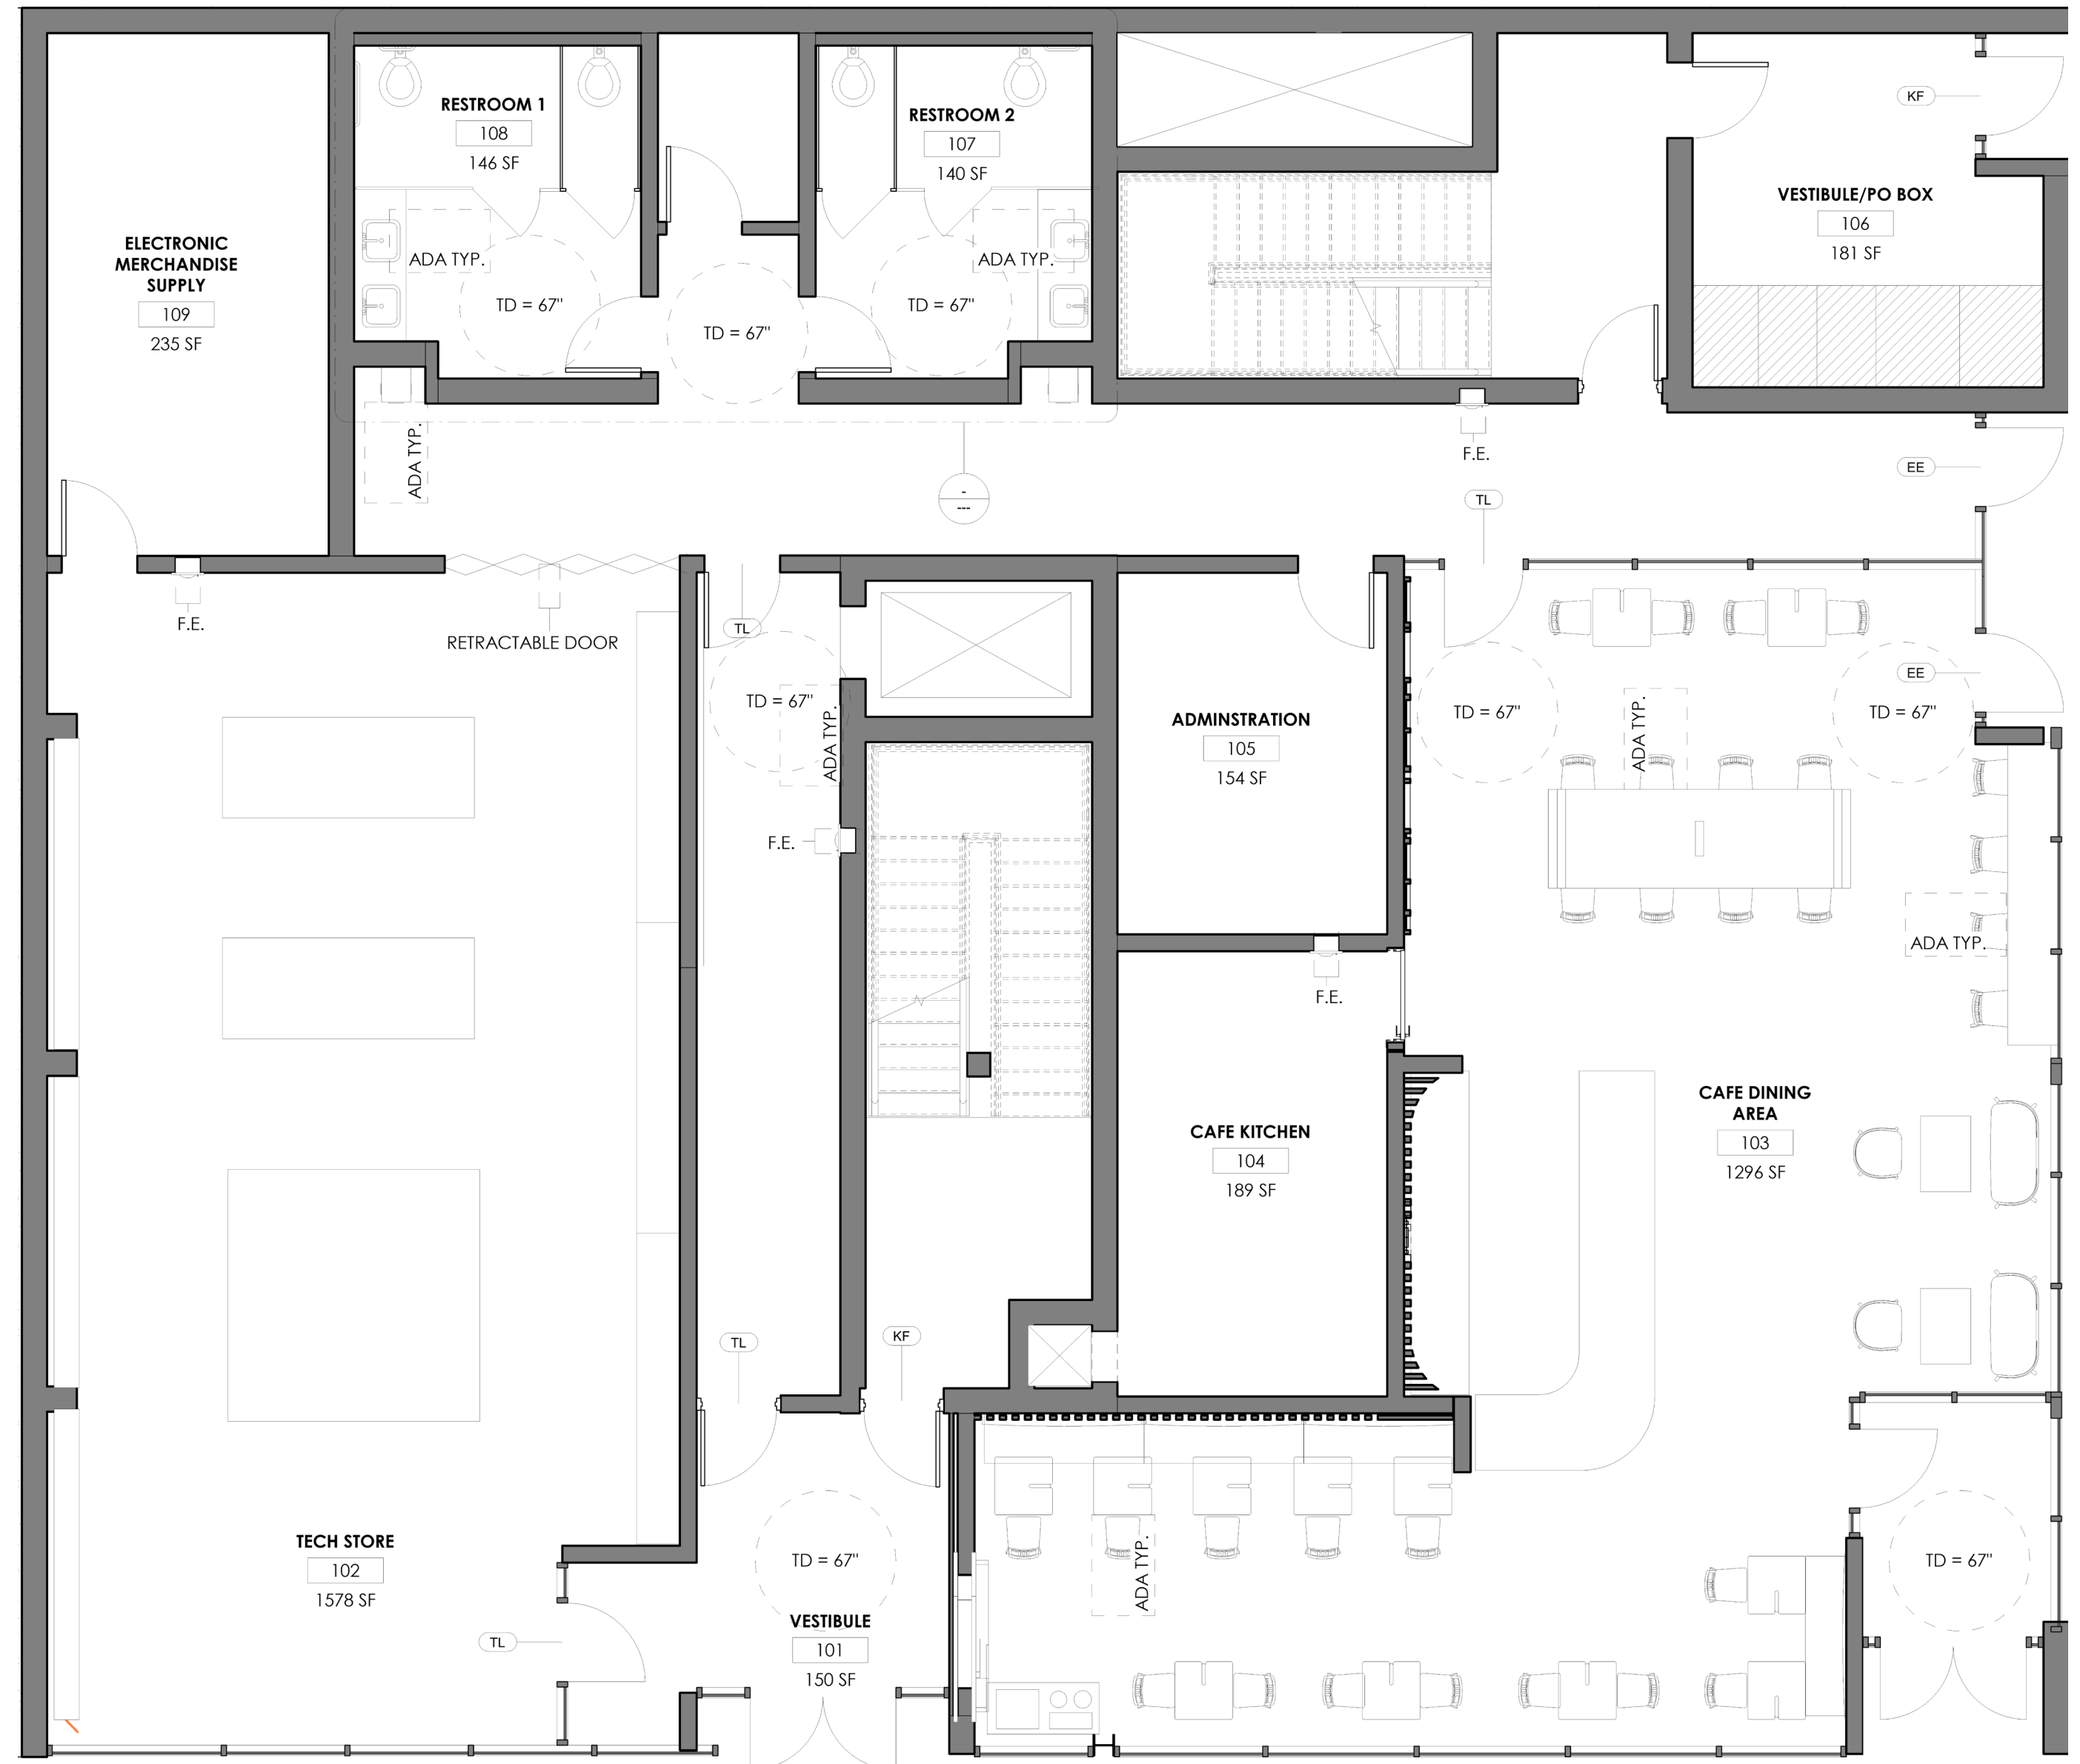 RESTROOM 1
108
146 SF
RESTROOM 2
107
140 SF
KF
VESTIBULE/PO BOX
106
181 SF
ELECTRONIC
MERCHANDISE
SUPPLY
109
235 SF
ADA TYP.
TD = 67"
TD = 67"
ADA TYP.
TD = 67"
ADA TYP.
F.E.
EE
TL
-
---
F.E.
RETRACTABLE DOOR
TL
TD = 67"
ADA TYP.
F.E.
ADMINSTRATION
105
154 SF
TD = 67"
ADA TYP.
EE
TD = 67"
ADA TYP.
F.E.
CAFE KITCHEN
104
189 SF
CAFE DINING
AREA
103
1296 SF
TL
KF
TECH STORE
102
1578 SF
TL
TD = 67"
VESTIBULE
101
150 SF
ADA TYP.
TD = 67"